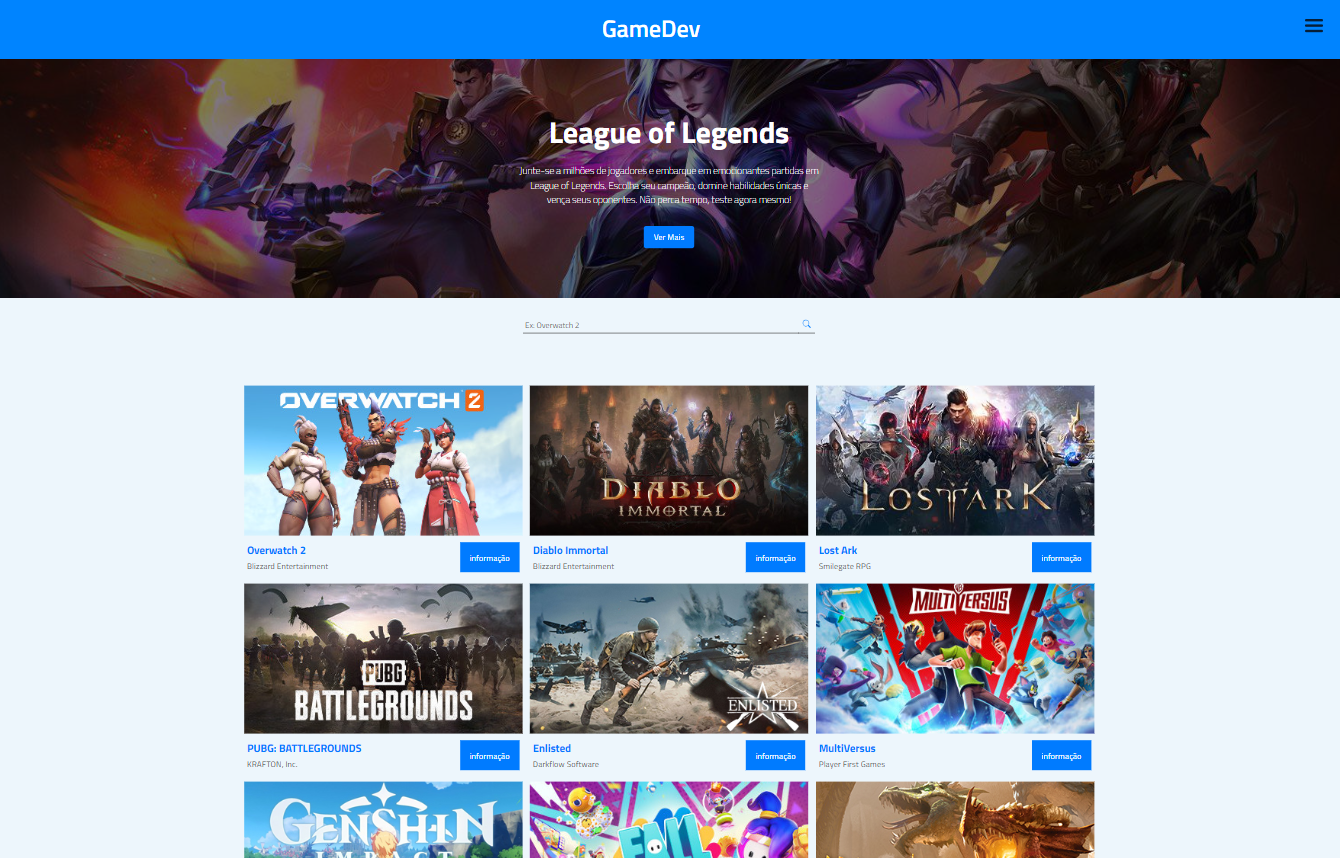 GameDev
League of Legends
Junte-se a milhões de jogadores e embarque em emocionantes partidas em
League of Legends. Escolha seu campeão, domine habilidades únicas e
vença seus oponentes. Não perca tempo, teste agora mesmo!
Ver Mais
Ex: Overwatch 2
OVERWATCH 2
DIABLO
IMMORTAL
LOST ARK
Overwatch 2
Blizzard Entertainment
informação
Diablo Immortal
Blizzard Entertainment
informação
Lost Ark
Smilegate RPG
informação
PUBG
BATTLEGROUNDS
ENLISTED
MULTIVERSUS
PUBG: BATTLEGROUNDS
KRAFTON, Inc.
informação
Enlisted
Darkflow Software
informação
MultiVersus
Player First Games
informação
GENSHIN
IMPACT
FALL